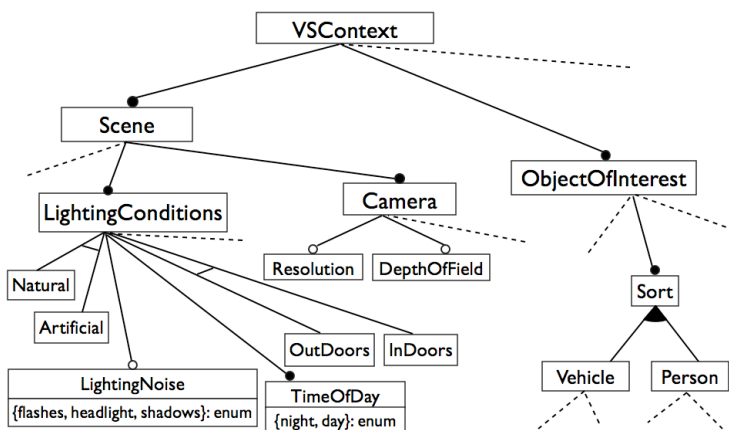 VSContext
Scene
ObjectOfInterest
LightingConditions
Camera
Natural
Artificial
Resolution
DepthOfField
Sort
OutDoors
InDoors
Vehicle
Person
LightingNoise
{flashes, headlight, shadows}: enum
TimeOfDay
{night, day}: enum